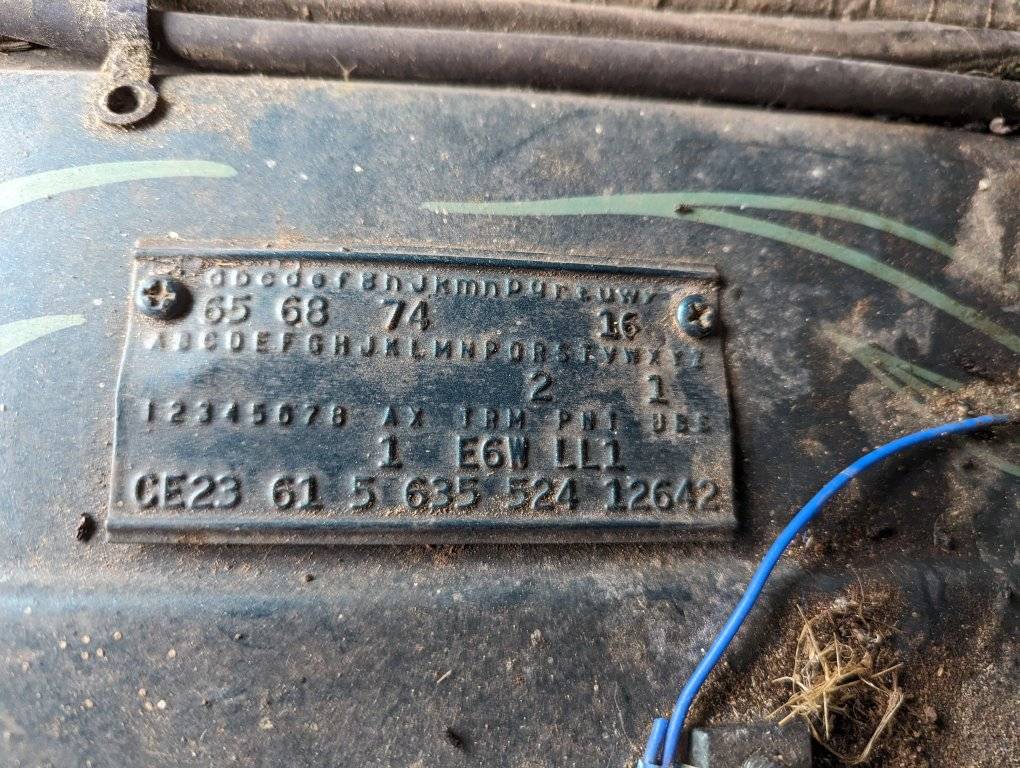 abcdefghJkmnpqrtuwy
65 68 74 16
ABCDEFGHJKLMNPQRSTVWXYZ
2 1
12345678 AX TRM PNT UBS
1 E6W LL1
CE23 61 5 635 524 12642